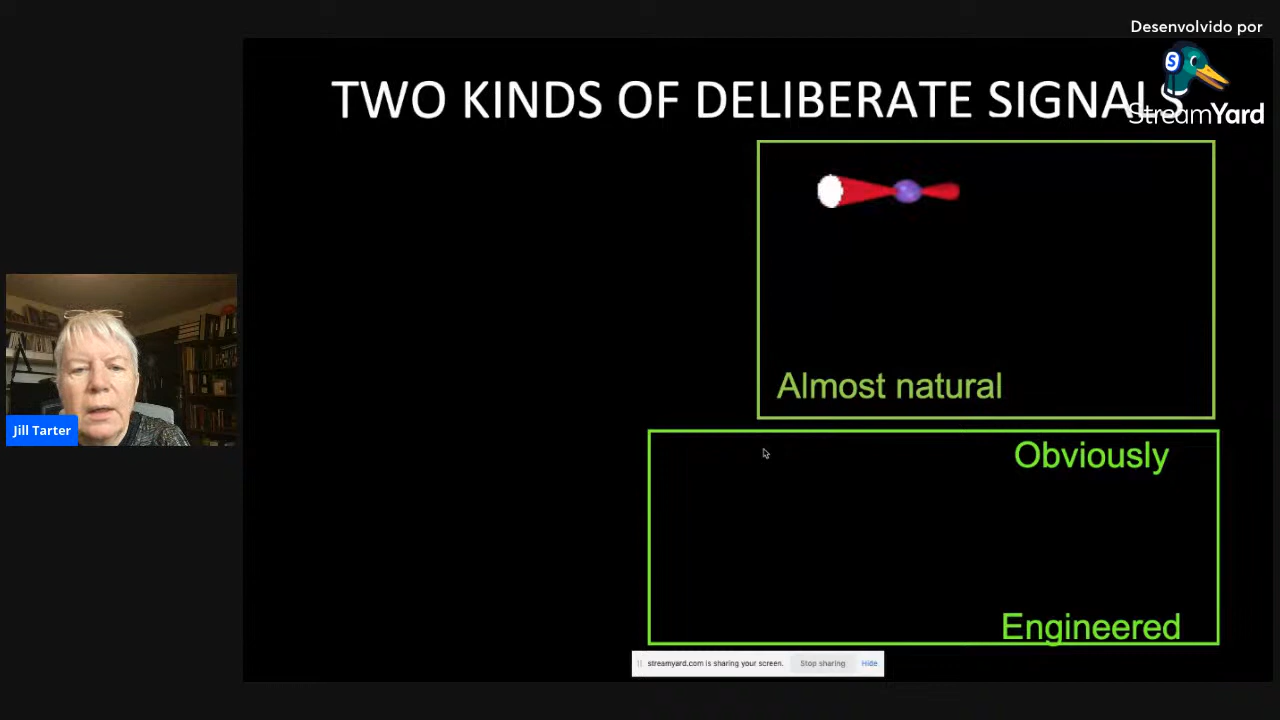 Desenvolvido por
StreamYard
TWO KINDS OF DELIBERATE SIGNALS
Almost natural
Jill Tarter
Obviously
Engineered
streamyard.com is sharing your screen. Stop sharing Hide